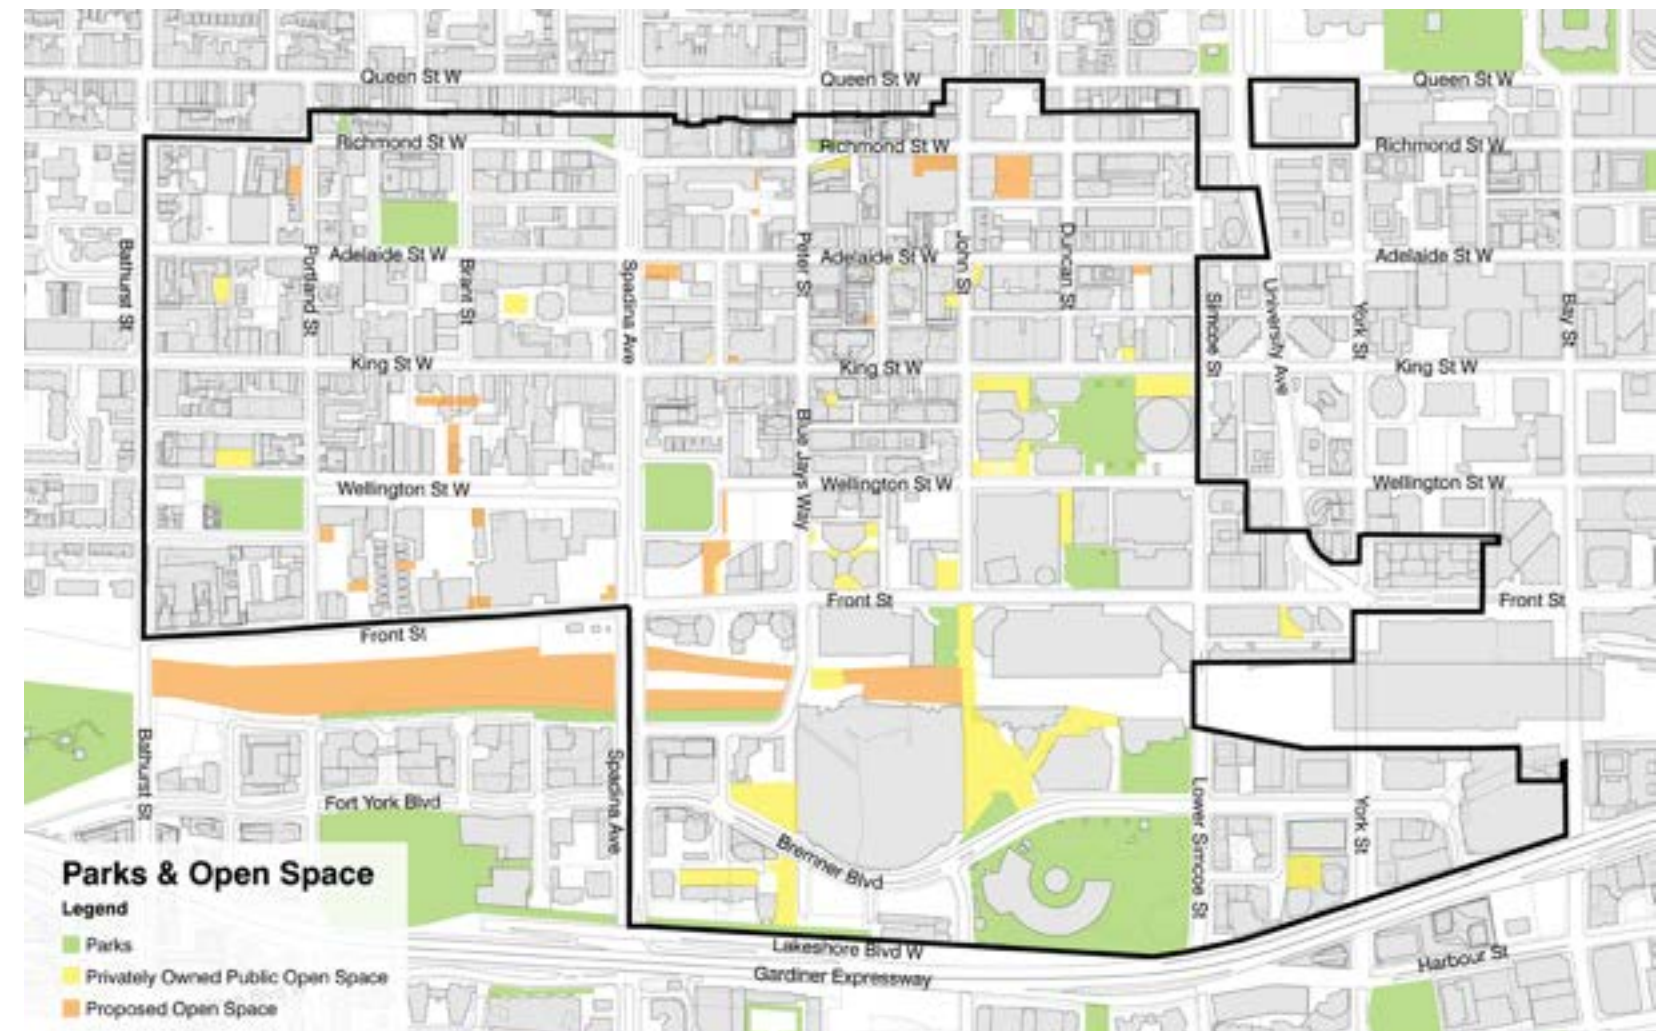 Queen St W
Queen St W
Queen St W
Richmond St W
Richmond St W
Richmond St W
Bathurst St
Portland St
Adelaide St W
Brant St
Spadina Ave
Peter St
Adelaide St W
John St
Duncan St
Simcoe St
University Ave
York St
Adelaide St W
Bay St
King St W
King St W
King St W
Blue Jays Way
Wellington St W
Wellington St W
Wellington St W
Front St
Front St
Front St
Bathurst St
Spadina Ave
Fort York Blvd
Bremner Blvd
Lower Simcoe St
York St
Lakeshore Blvd W
Gardiner Expressway
Harbour St
Parks & Open Space
Legend
Parks
Privately Owned Public Open Space
Proposed Open Space